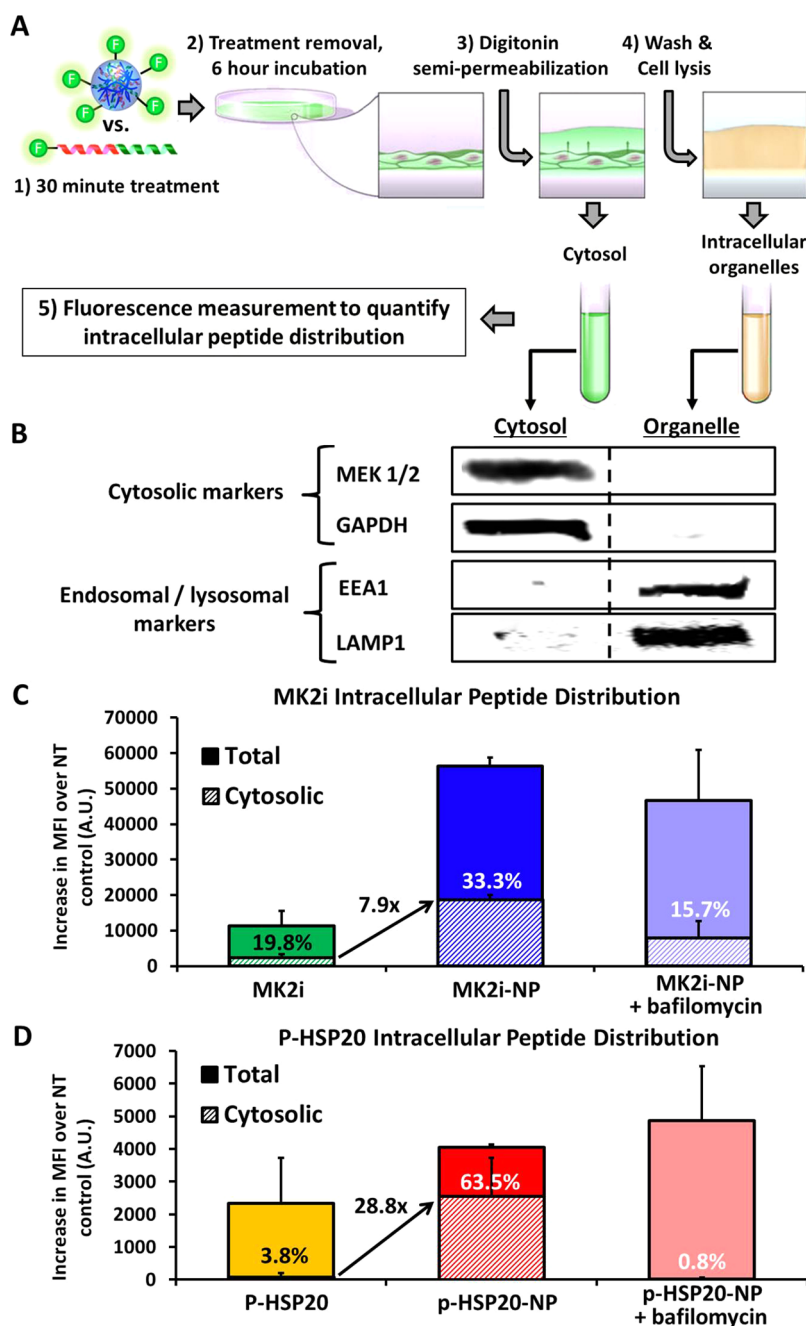 A
F
F
F
F
F
vs.
F
1) 30 minute treatment
2) Treatment removal,
6 hour incubation
3) Digitonin
semi-permeabilization
4) Wash &
Cell lysis
Cytosol
Intracellular
organelles
5) Fluorescence measurement to quantify
intracellular peptide distribution
B
Cytosol Organelle
Cytosolic markers
MEK 1/2
GAPDH
Endosomal / lysosomal
markers
EEA1
LAMP1
C
MK2i Intracellular Peptide Distribution
Increase in MFI over NT
control (A.U.)
70000
60000
50000
40000
30000
20000
10000
0
Total
Cytosolic
19.8%
7.9x
33.3%
15.7%
MK2i
MK2i-NP
MK2i-NP
+ bafilomycin
D
P-HSP20 Intracellular Peptide Distribution
Increase in MFI over NT
control (A.U.)
7000
6000
5000
4000
3000
2000
1000
0
Total
Cytosolic
3.8%
28.8x
63.5%
0.8%
P-HSP20
p-HSP20-NP
p-HSP20-NP
+ bafilomycin